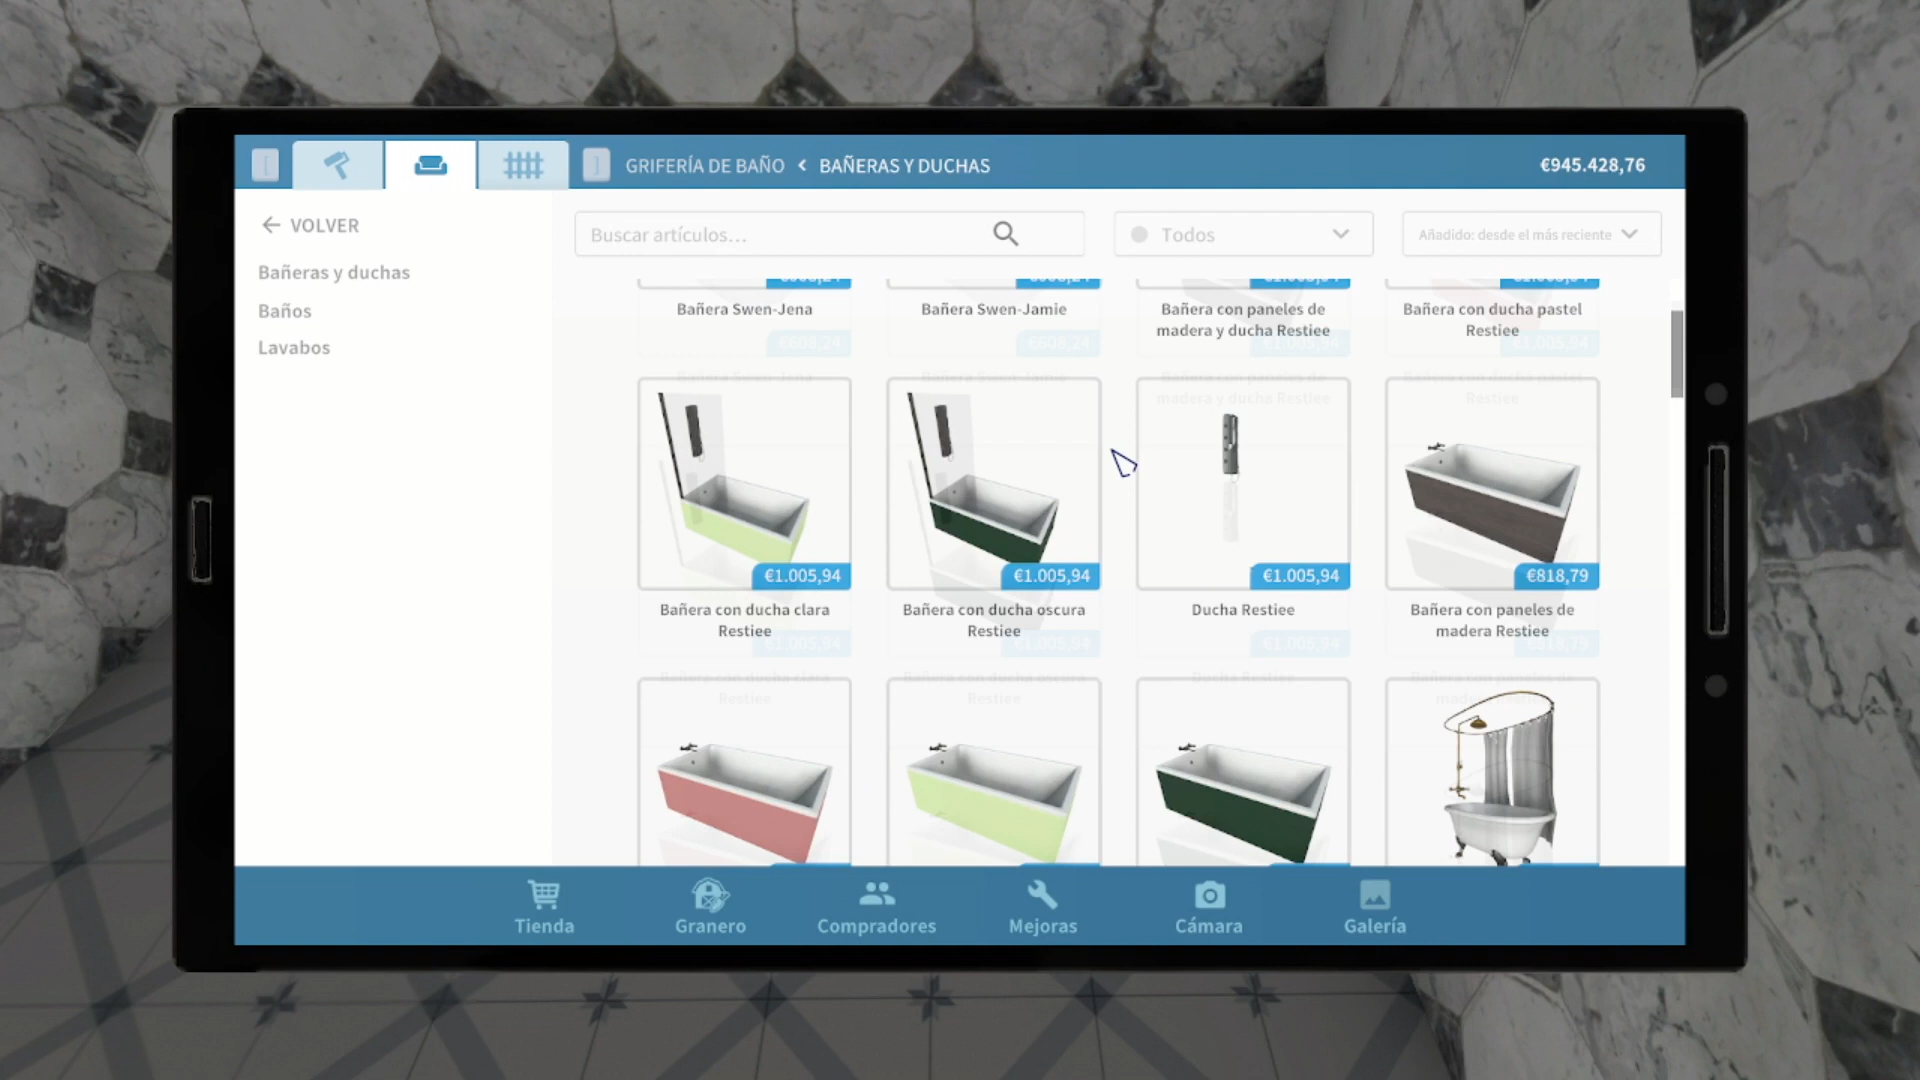 GRIFERÍA DE BAÑO < BAÑERAS Y DUCHAS
€945.428,76
← VOLVER
Bañeras y duchas
Baños
Lavabos
Buscar artículos...
Todos
Añadido: desde el más reciente
Bañera Swen-Jena
Bañera Swen-Jamie
Bañera con paneles de
madera y ducha Restiee
Bañera con ducha pastel
Restiee
€1.005,94
€1.005,94
€1.005,94
€818,79
Bañera con ducha clara
Restiee
Bañera con ducha oscura
Restiee
Ducha Restiee
Bañera con paneles de
madera Restiee
Tienda
Granero
Compradores
Mejoras
Cámara
Galería